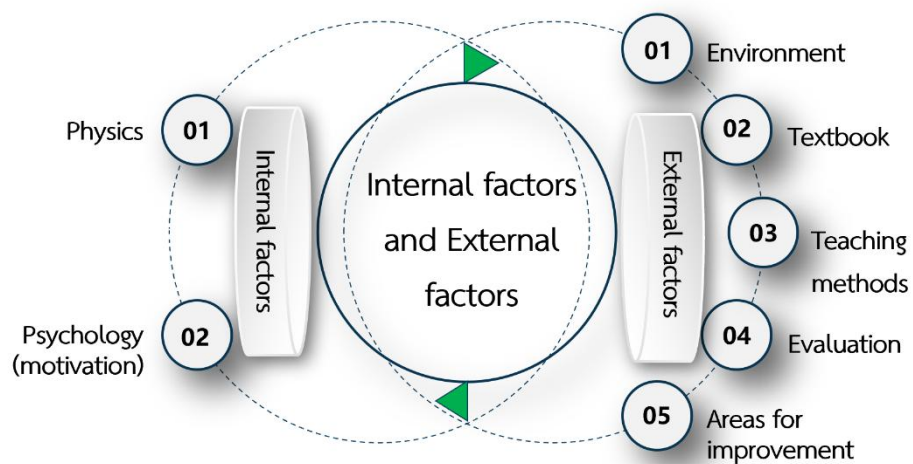 Physics
01
Psychology
(motivation)
02
Internal factors
Internal factors
and External
factors
External factors
01
Environment
02
Textbook
03
Teaching
methods
04
Evaluation
05
Areas for
improvement